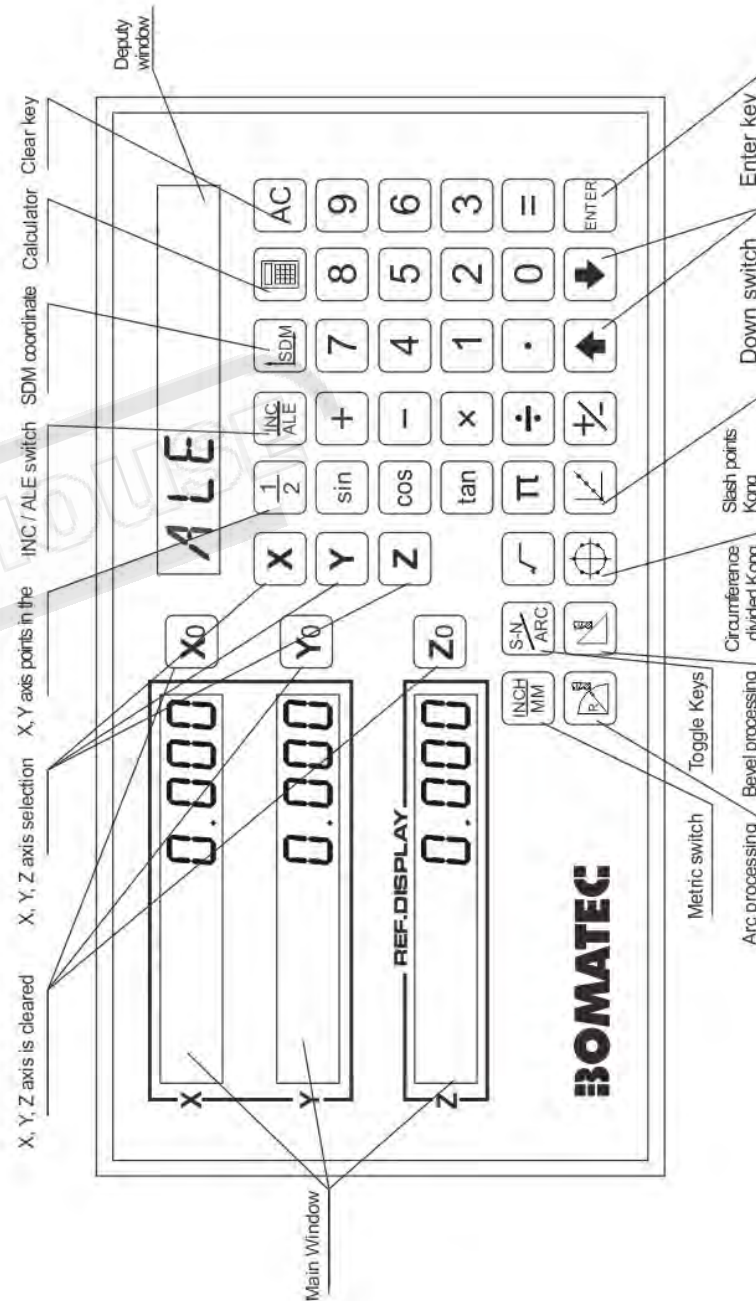 X, Y, Z axis is cleared
X, Y, Z axis selection
X, Y axis points in the
INC / ALE switch
SDM coordinate
Calculator
Clear key
Deputy
window
Main Window
X
0.000
X0
Y
0.000
Y0
REF.DISPLAY
Z
0.000
Z0
ALE
X
1
2
INC
ALE
SDM
AC
Y
sin
+
7
8
9
Z
cos
−
4
5
6
tan
×
1
2
3
INCH
MM
S-N
ARC
√
π
÷
.
0
=
R
+/−
ENTER
BOMATEC
HOUSE
Metric switch
Toggle Keys
Arc processing
Bevel processing
Circumference
divided Kong
Slash points
Kong
Down switch
Enter key